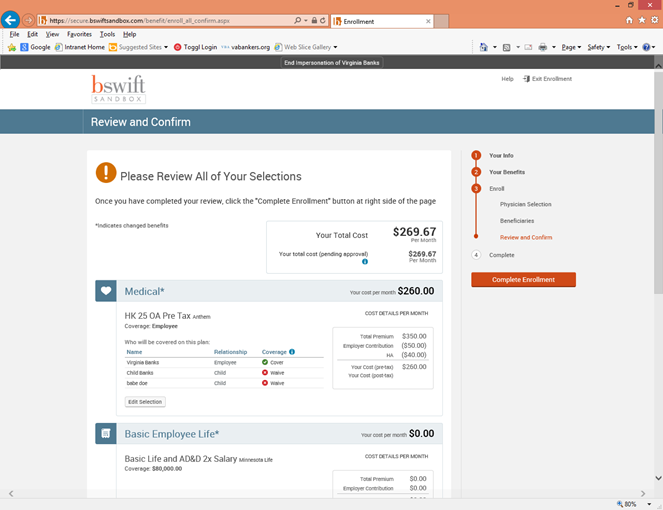 https://secure.bswiftsandbox.com/benefit/enroll_all_confirm.aspx
Enrollment
File Edit View Favorites Tools Help
Google Intranet Home Suggested Sites Toggl Login vabankers.org Web Slice Gallery Page Safety Tools
End Impersonation of Virginia Banks
bswift
SANDBOX
Help Exit Enrollment
Review and Confirm
Please Review All of Your Selections
Once you have completed your review, click the "Complete Enrollment" button at right side of the page
*Indicates changed benefits
Your Total Cost $269.67
Per Month
Your total cost (pending approval) $269.67
Per Month
Medical* Your cost per month $260.00
HK 25 OA Pre Tax Anthem
Coverage: Employee
COST DETAILS PER MONTH
Who will be covered on this plan:
Name Relationship Coverage
Virginia Banks Employee Cover
Child Banks Child Waive
babe doe Child Waive
Edit Selection
Total Premium $350.00
Employer Contribution ($50.00)
HA ($40.00)
Your Cost (pre-tax) $260.00
Your Cost (post-tax)
Basic Employee Life* Your cost per month $0.00
Basic Life and AD&D 2x Salary Minnesota Life
Coverage: $80,000.00
COST DETAILS PER MONTH
Total Premium $0.00
Employer Contribution $0.00
1 Your Info
2 Your Benefits
3 Enroll
Physician Selection
Beneficiaries
Review and Confirm
4 Complete
Complete Enrollment
80%